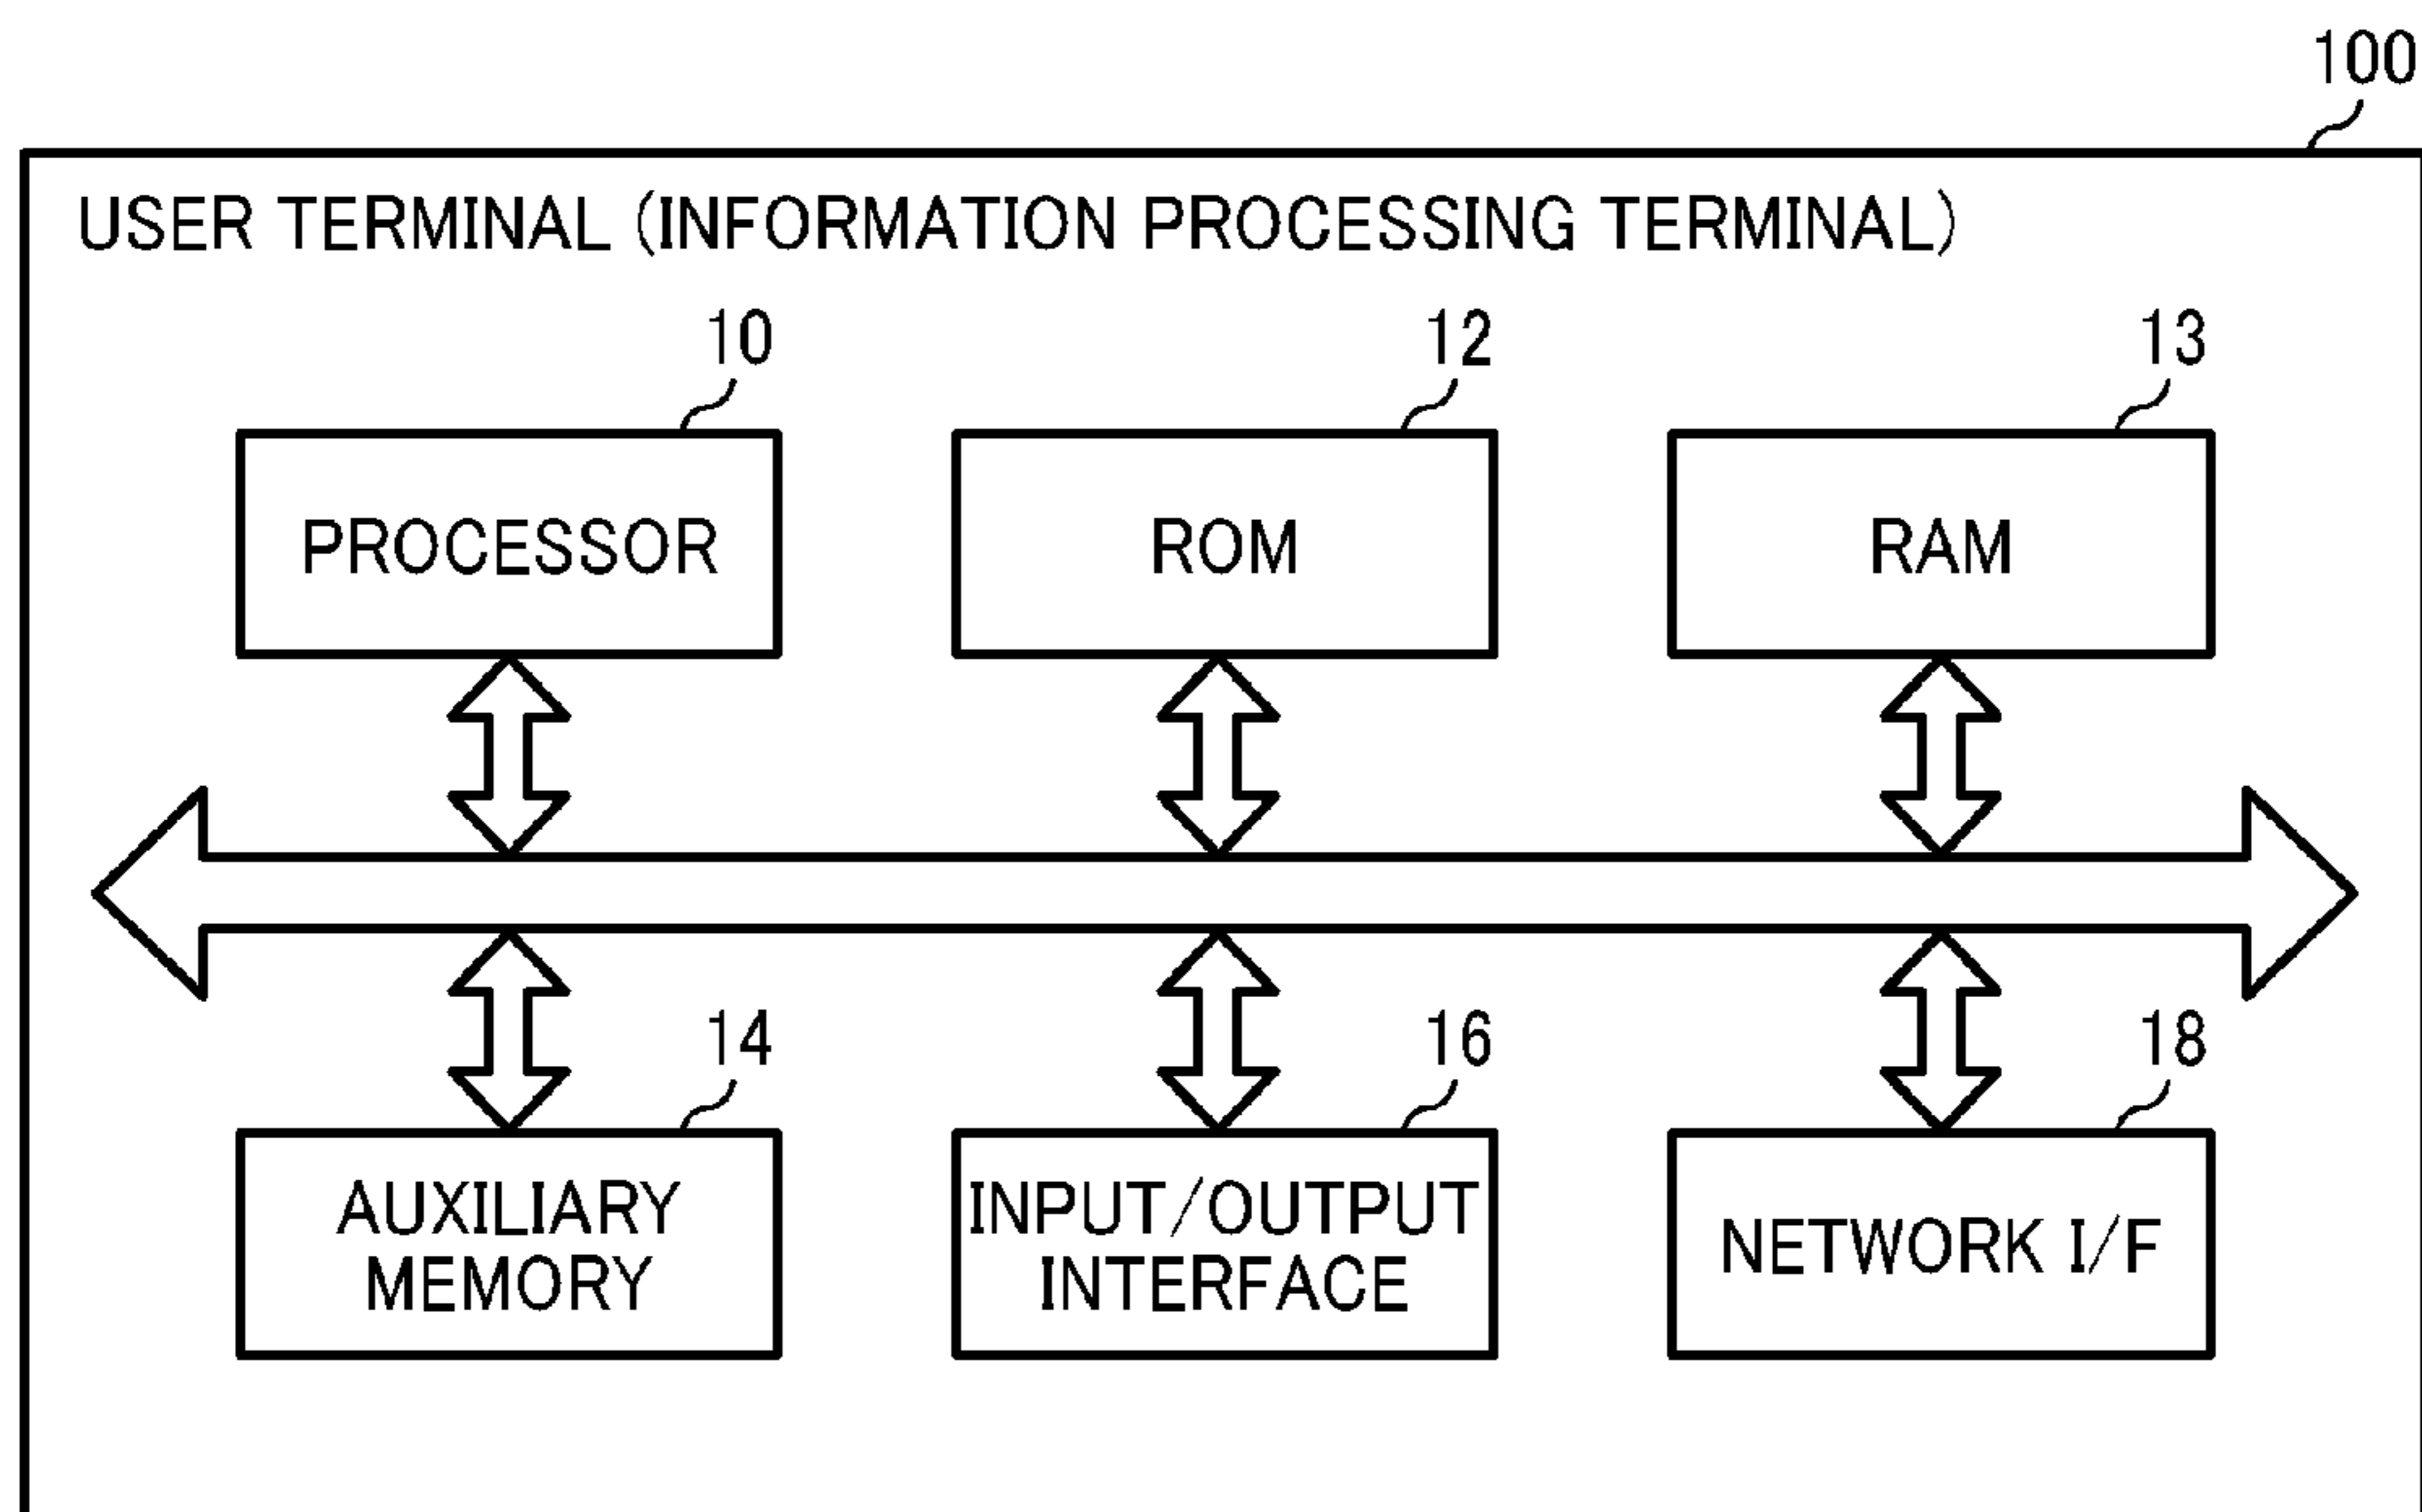 100
USER TERMINAL (INFORMATION PROCESSING TERMINAL)
10
12
13
PROCESSOR
ROM
RAM
14
16
18
AUXILIARY
MEMORY
INPUT/OUTPUT
INTERFACE
NETWORK I/F